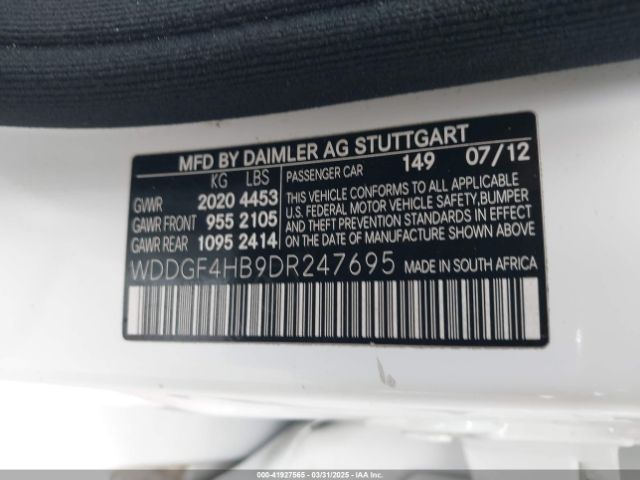 MFD BY DAIMLER AG STUTTGART
KG LBS
GVWR 2020 4453
GAWR FRONT 955 2105
GAWR REAR 1095 2414
PASSENGER CAR 149 07/12
THIS VEHICLE CONFORMS TO ALL APPLICABLE
U.S. FEDERAL MOTOR VEHICLE SAFETY, BUMPER
AND THEFT PREVENTION STANDARDS IN EFFECT
ON THE DATE OF MANUFACTURE SHOWN ABOVE.
WDDGF4HB9DR247695 MADE IN SOUTH AFRICA
000-41927565 - 03/31/2025 - IAAI.COM